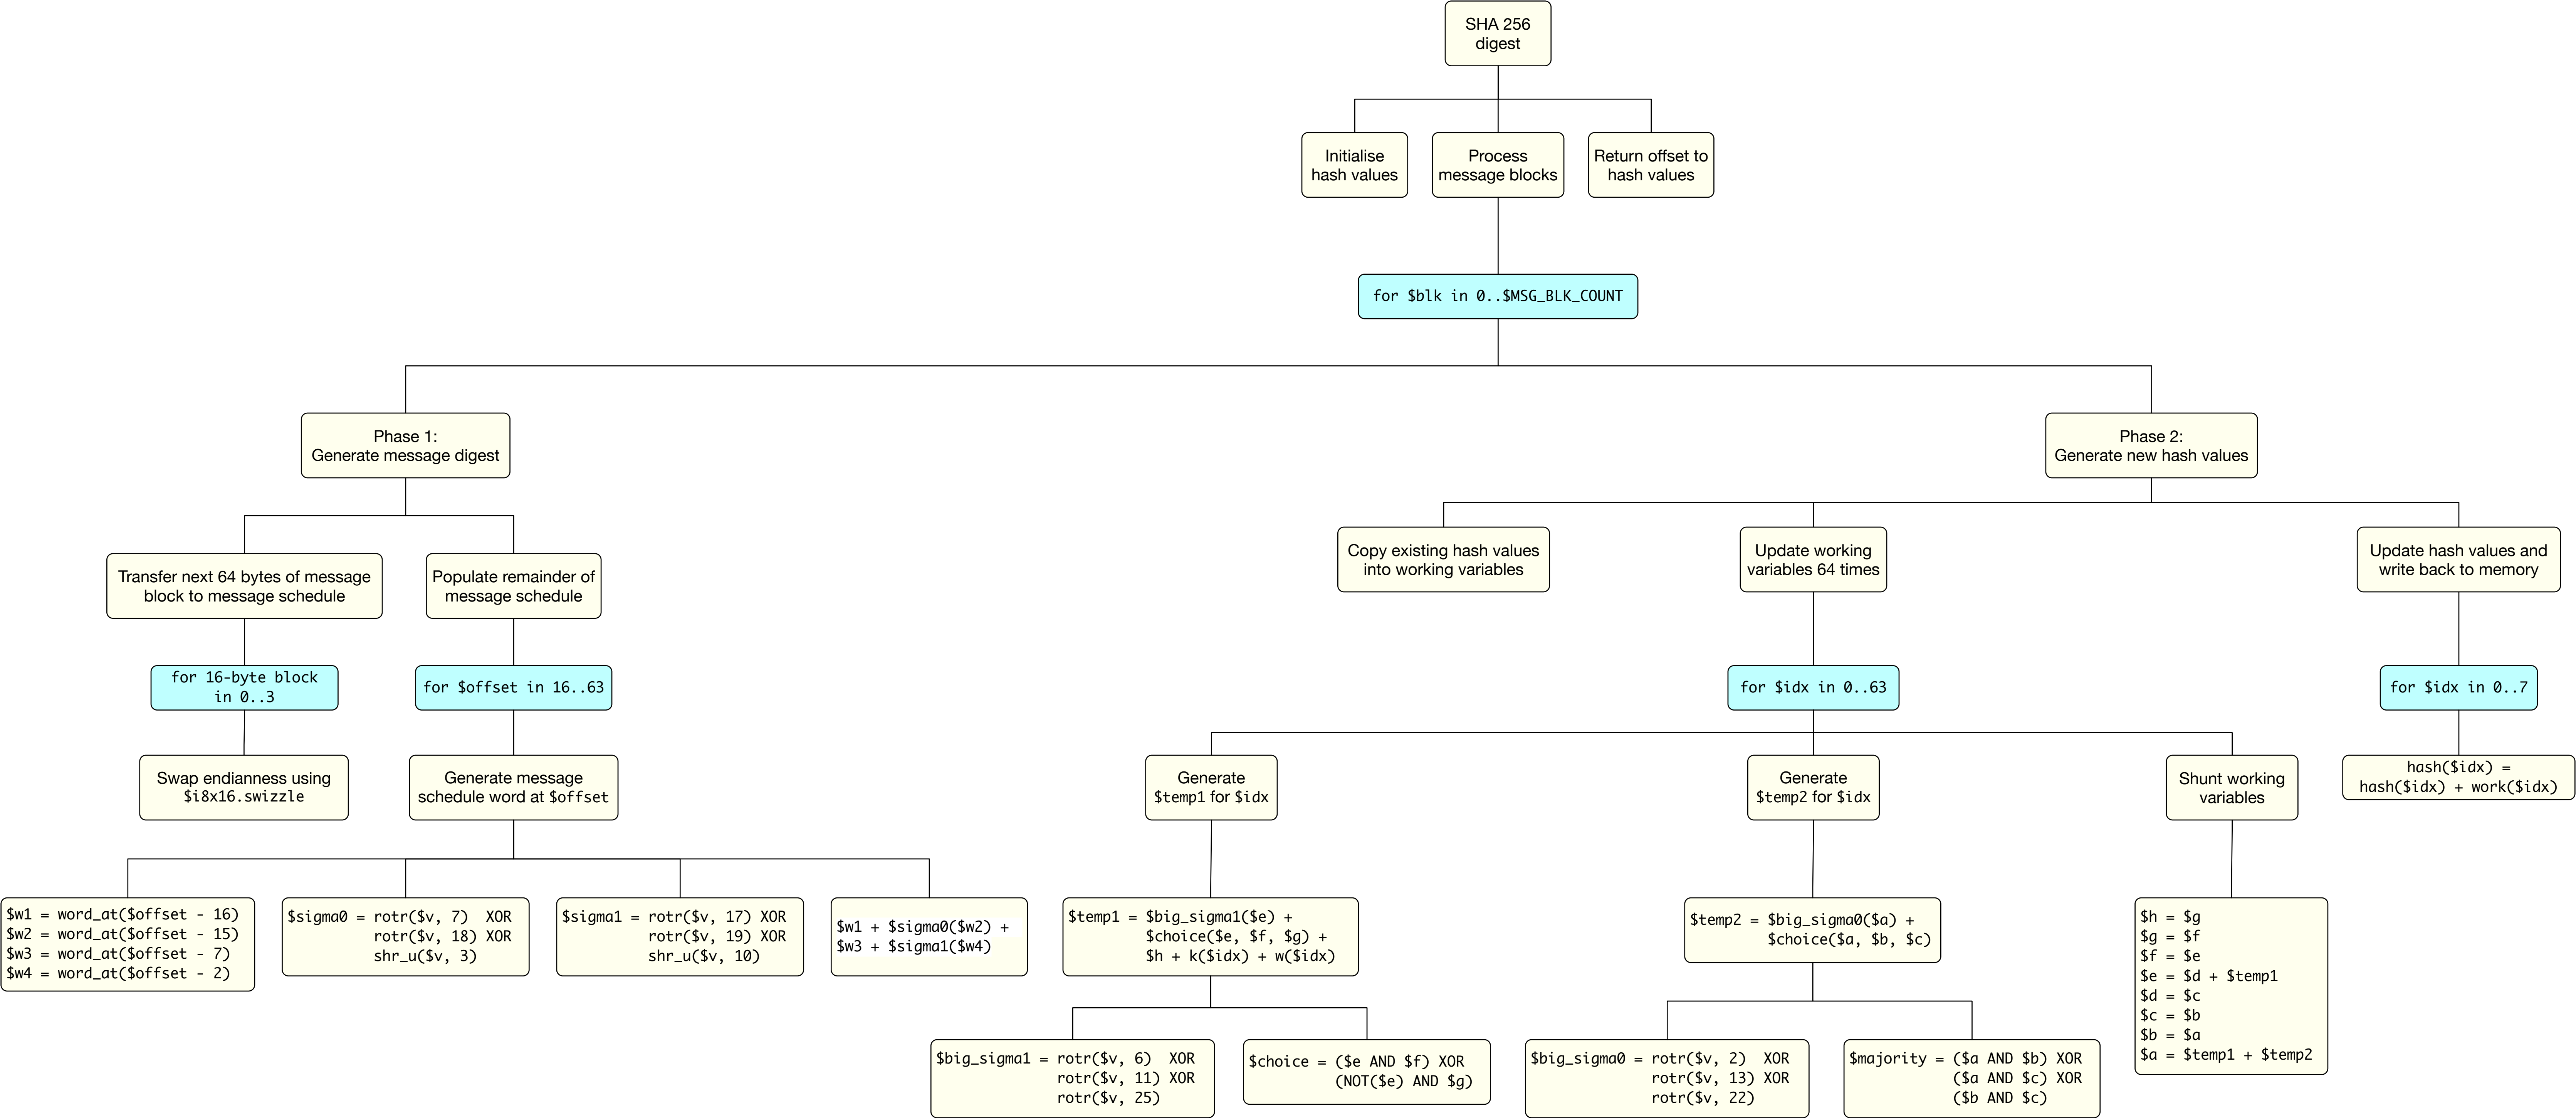 SHA 256
digest
Initialise
hash values
Process
message blocks
Return offset to
hash values
for $blk in 0..$MSG_BLK_COUNT
Phase 1:
Generate message digest
Phase 2:
Generate new hash values
Transfer next 64 bytes of message
block to message schedule
Populate remainder of
message schedule
Copy existing hash values
into working variables
Update working
variables 64 times
Update hash values and
write back to memory
for 16-byte block
in 0..3
for $offset in 16..63
for $idx in 0..63
for $idx in 0..7
Swap endianness using
$i8x16.swizzle
Generate message
schedule word at $offset
Generate
$temp1 for $idx
Generate
$temp2 for $idx
Shunt working
variables
hash($idx) =
hash($idx) + work($idx)
$w1 = word_at($offset - 16)
$w2 = word_at($offset - 15)
$w3 = word_at($offset - 7)
$w4 = word_at($offset - 2)
$sigma0 = rotr($v, 7)  XOR
rotr($v, 18) XOR
shr_u($v, 3)
$sigma1 = rotr($v, 17) XOR
rotr($v, 19) XOR
shr_u($v, 10)
$w1 + $sigma0($w2) +
$w3 + $sigma1($w4)
$temp1 = $big_sigma1($e) +
$choice($e, $f, $g) +
$h + k($idx) + w($idx)
$temp2 = $big_sigma0($a) +
$choice($a, $b, $c)
$h = $g
$g = $f
$f = $e
$e = $d + $temp1
$d = $c
$c = $b
$b = $a
$a = $temp1 + $temp2
$big_sigma1 = rotr($v, 6)  XOR
rotr($v, 11) XOR
rotr($v, 25)
$choice = ($e AND $f) XOR
(NOT($e) AND $g)
$big_sigma0 = rotr($v, 2)  XOR
rotr($v, 13) XOR
rotr($v, 22)
$majority = ($a AND $b) XOR
($a AND $c) XOR
($b AND $c)